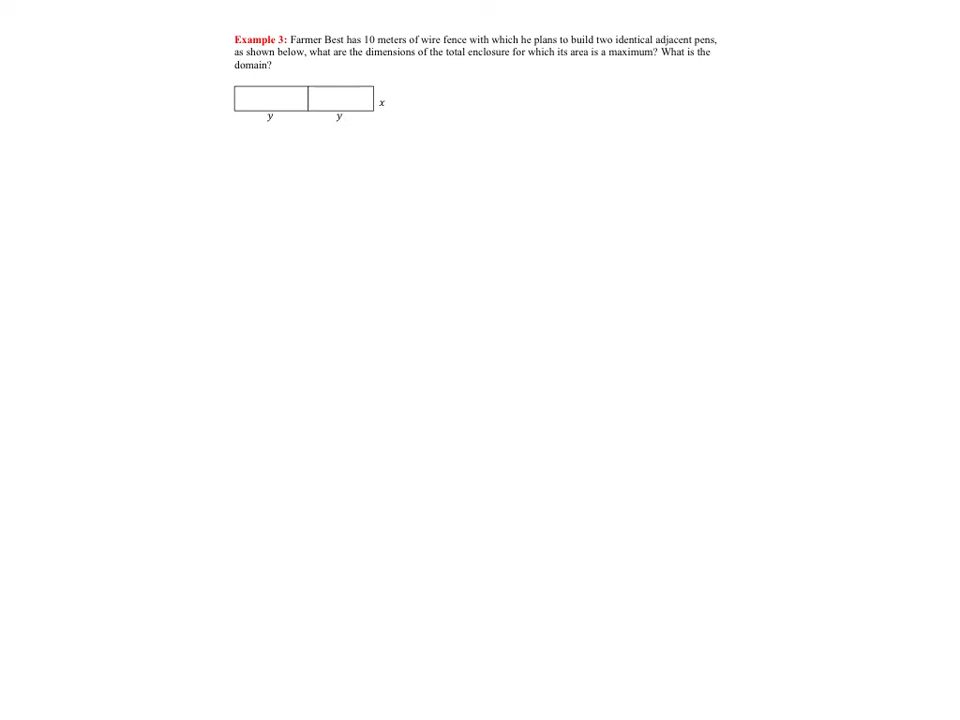 Example 3: Farmer Best has 10 meters of wire fence with which he plans to build two identical adjacent pens,
as shown below, what are the dimensions of the total enclosure for which its area is a maximum? What is the
domain?
x
y y